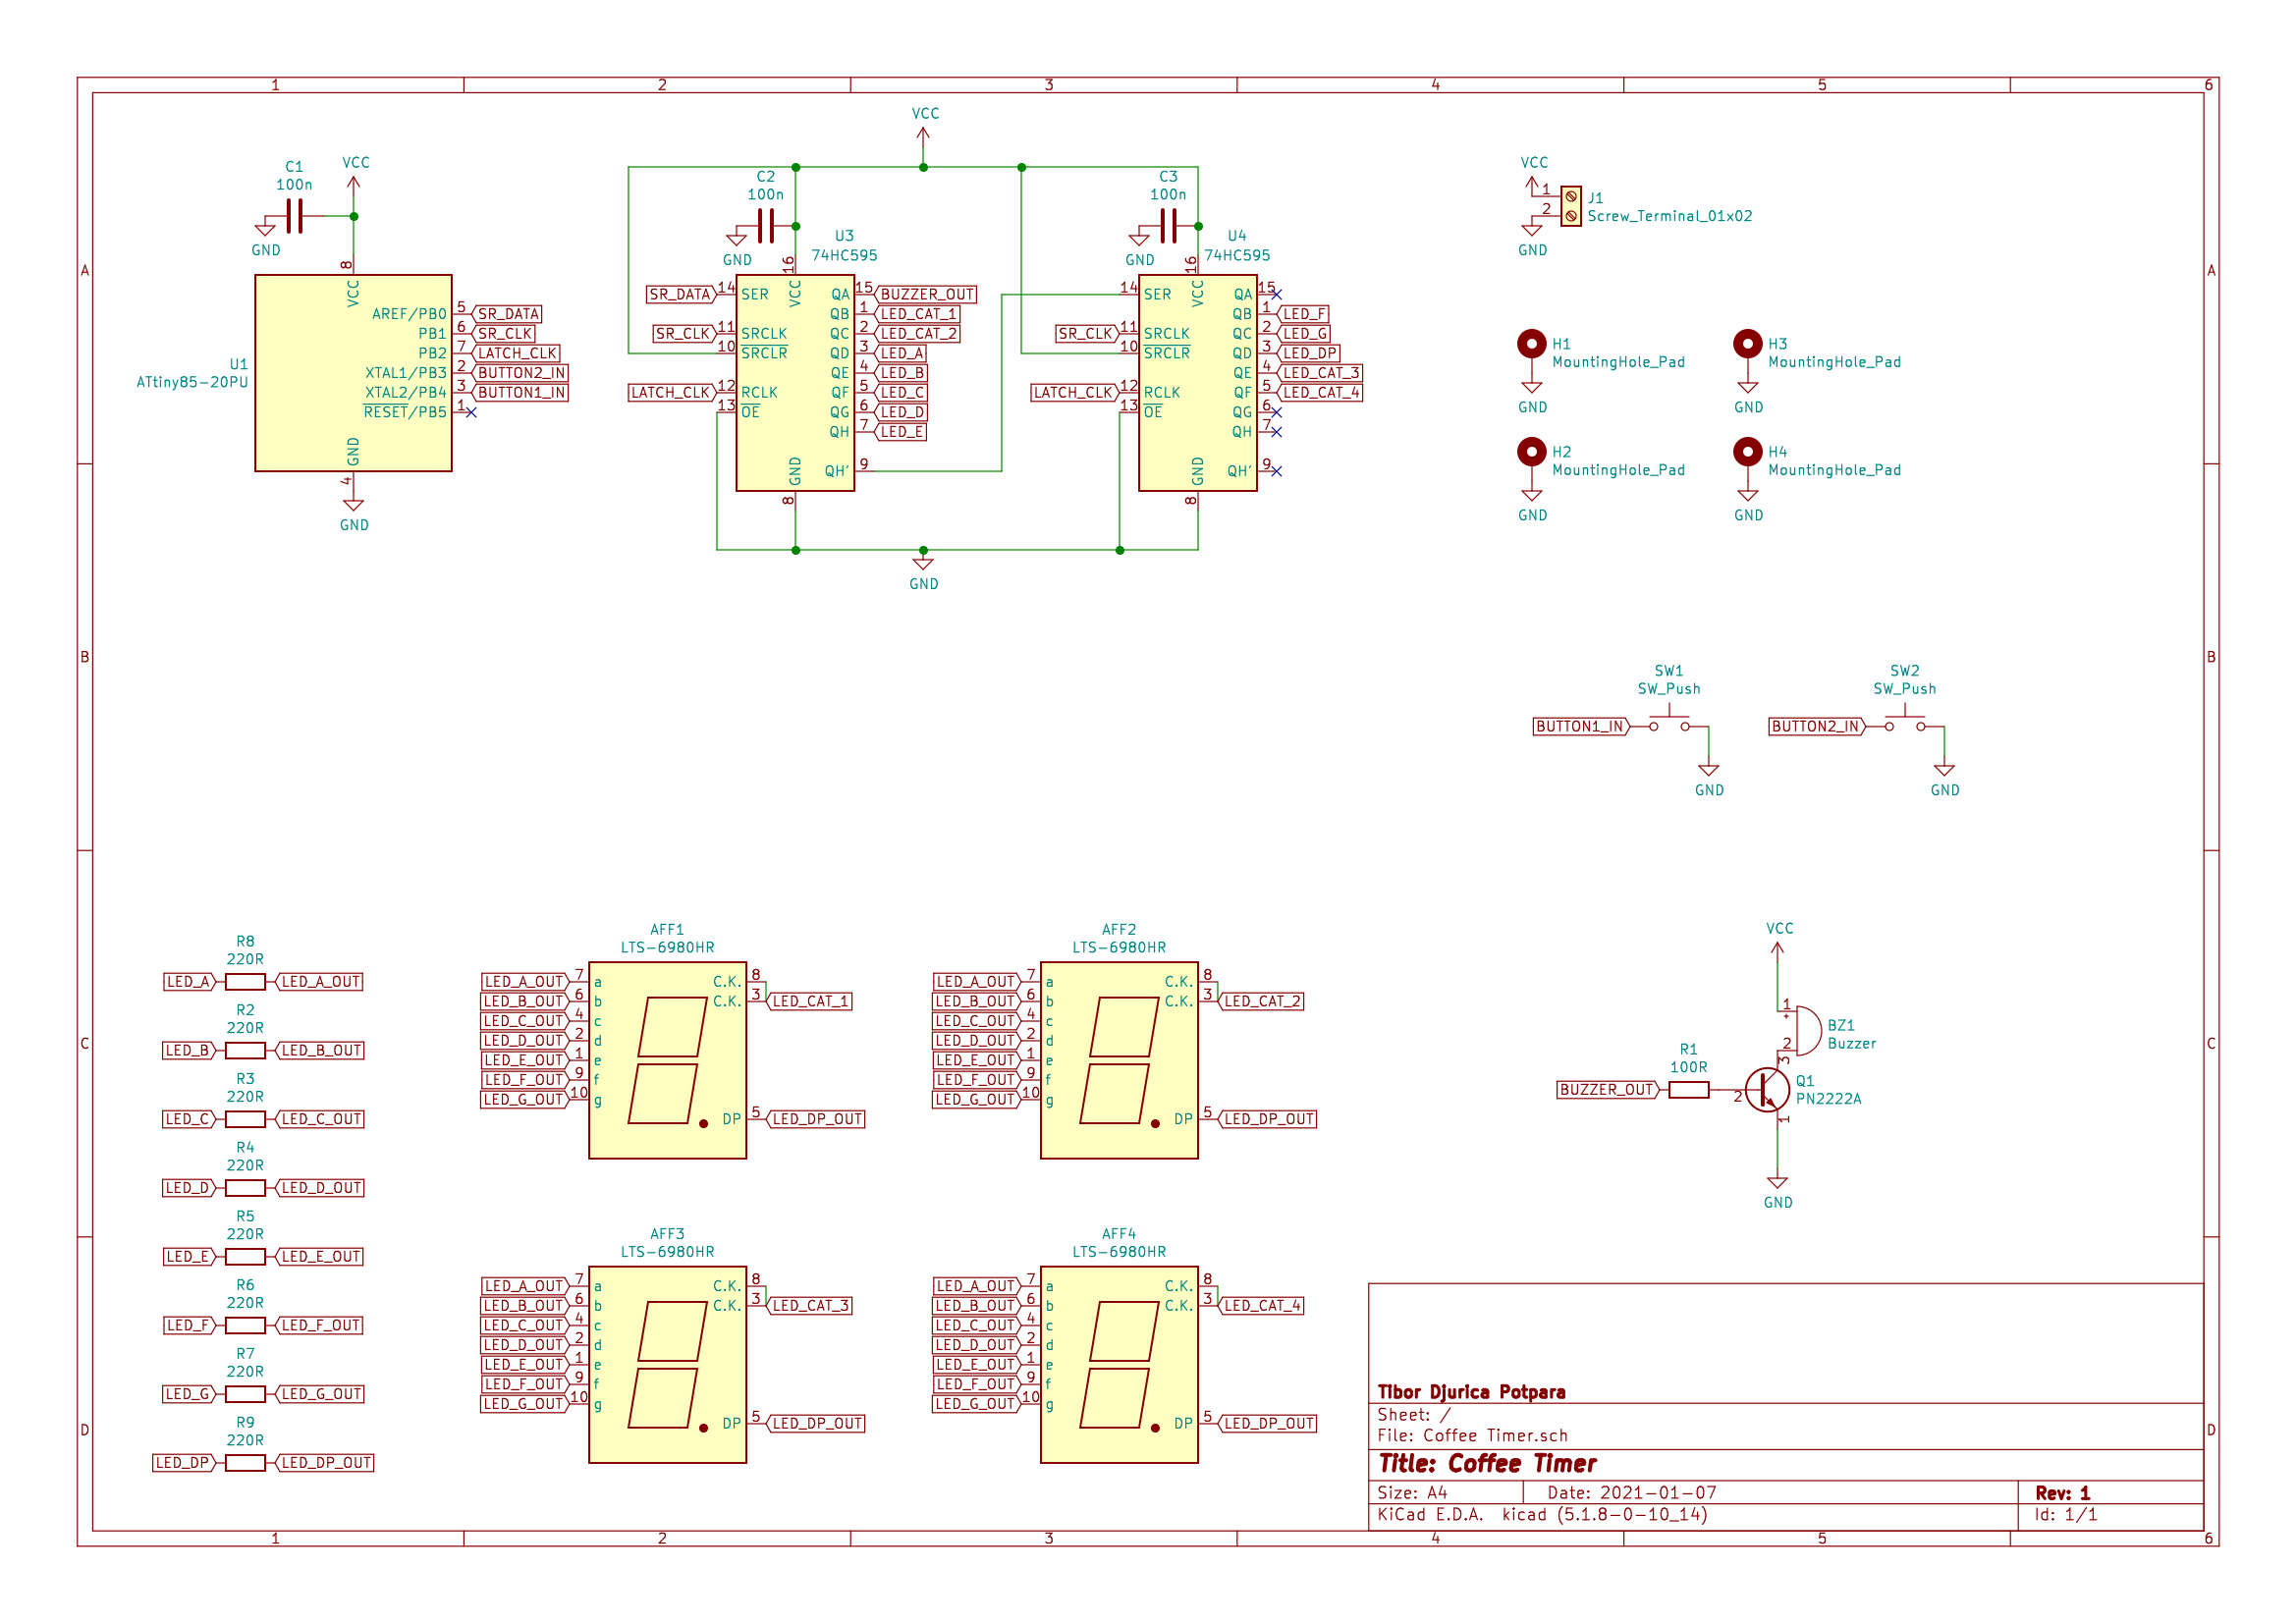 1 2 3 4 5 6
A
B
C
D
A
B
C
D
1 2 3 4 5 6
C1
100n
VCC
GND
8
VCC
U1
ATtiny85-20PU
AREF/PB0 5 SR_DATA
PB1 6 SR_CLK
PB2 7 LATCH_CLK
XTAL1/PB3 2 BUTTON2_IN
XTAL2/PB4 3 BUTTON1_IN
RESET/PB5 1
GND
4
GND
VCC
C2
100n
GND
U3
74HC595
16
VCC
SR_DATA 14 SER
SR_CLK 11 SRCLK
10 SRCLR
LATCH_CLK 12 RCLK
13 OE
QA 15 BUZZER_OUT
QB 1 LED_CAT_1
QC 2 LED_CAT_2
QD 3 LED_A
QE 4 LED_B
QF 5 LED_C
QG 6 LED_D
QH 7 LED_E
QH' 9
GND
8
GND
C3
100n
GND
U4
74HC595
16
VCC
14 SER
SR_CLK 11 SRCLK
10 SRCLR
LATCH_CLK 12 RCLK
13 OE
QA 15
QB 1 LED_F
QC 2 LED_G
QD 3 LED_DP
QE 4 LED_CAT_3
QF 5 LED_CAT_4
QG 6
QH 7
QH' 9
GND
8
VCC
1
2
J1
Screw_Terminal_01x02
GND
H1
MountingHole_Pad
GND
H3
MountingHole_Pad
GND
H2
MountingHole_Pad
GND
H4
MountingHole_Pad
GND
SW1
SW_Push
BUTTON1_IN
GND
SW2
SW_Push
BUTTON2_IN
GND
R8
220R
LED_A LED_A_OUT
R2
220R
LED_B LED_B_OUT
R3
220R
LED_C LED_C_OUT
R4
220R
LED_D LED_D_OUT
R5
220R
LED_E LED_E_OUT
R6
220R
LED_F LED_F_OUT
R7
220R
LED_G LED_G_OUT
R9
220R
LED_DP LED_DP_OUT
AFF1
LTS-6980HR
LED_A_OUT 7 a C.K. 8
LED_B_OUT 6 b C.K. 3 LED_CAT_1
LED_C_OUT 4 c
LED_D_OUT 2 d
LED_E_OUT 1 e
LED_F_OUT 9 f
LED_G_OUT 10 g
DP 5 LED_DP_OUT
AFF2
LTS-6980HR
LED_A_OUT 7 a C.K. 8
LED_B_OUT 6 b C.K. 3 LED_CAT_2
LED_C_OUT 4 c
LED_D_OUT 2 d
LED_E_OUT 1 e
LED_F_OUT 9 f
LED_G_OUT 10 g
DP 5 LED_DP_OUT
AFF3
LTS-6980HR
LED_A_OUT 7 a C.K. 8
LED_B_OUT 6 b C.K. 3 LED_CAT_3
LED_C_OUT 4 c
LED_D_OUT 2 d
LED_E_OUT 1 e
LED_F_OUT 9 f
LED_G_OUT 10 g
DP 5 LED_DP_OUT
AFF4
LTS-6980HR
LED_A_OUT 7 a C.K. 8
LED_B_OUT 6 b C.K. 3 LED_CAT_4
LED_C_OUT 4 c
LED_D_OUT 2 d
LED_E_OUT 1 e
LED_F_OUT 9 f
LED_G_OUT 10 g
DP 5 LED_DP_OUT
VCC
1
+
2
BZ1
Buzzer
R1
100R
BUZZER_OUT
2
3
1
Q1
PN2222A
GND
Tibor Djurica Potpara
Sheet: /
File: Coffee Timer.sch
Title: Coffee Timer
Size: A4 Date: 2021-01-07 Rev: 1
KiCad E.D.A. kicad (5.1.8-0-10_14) Id: 1/1